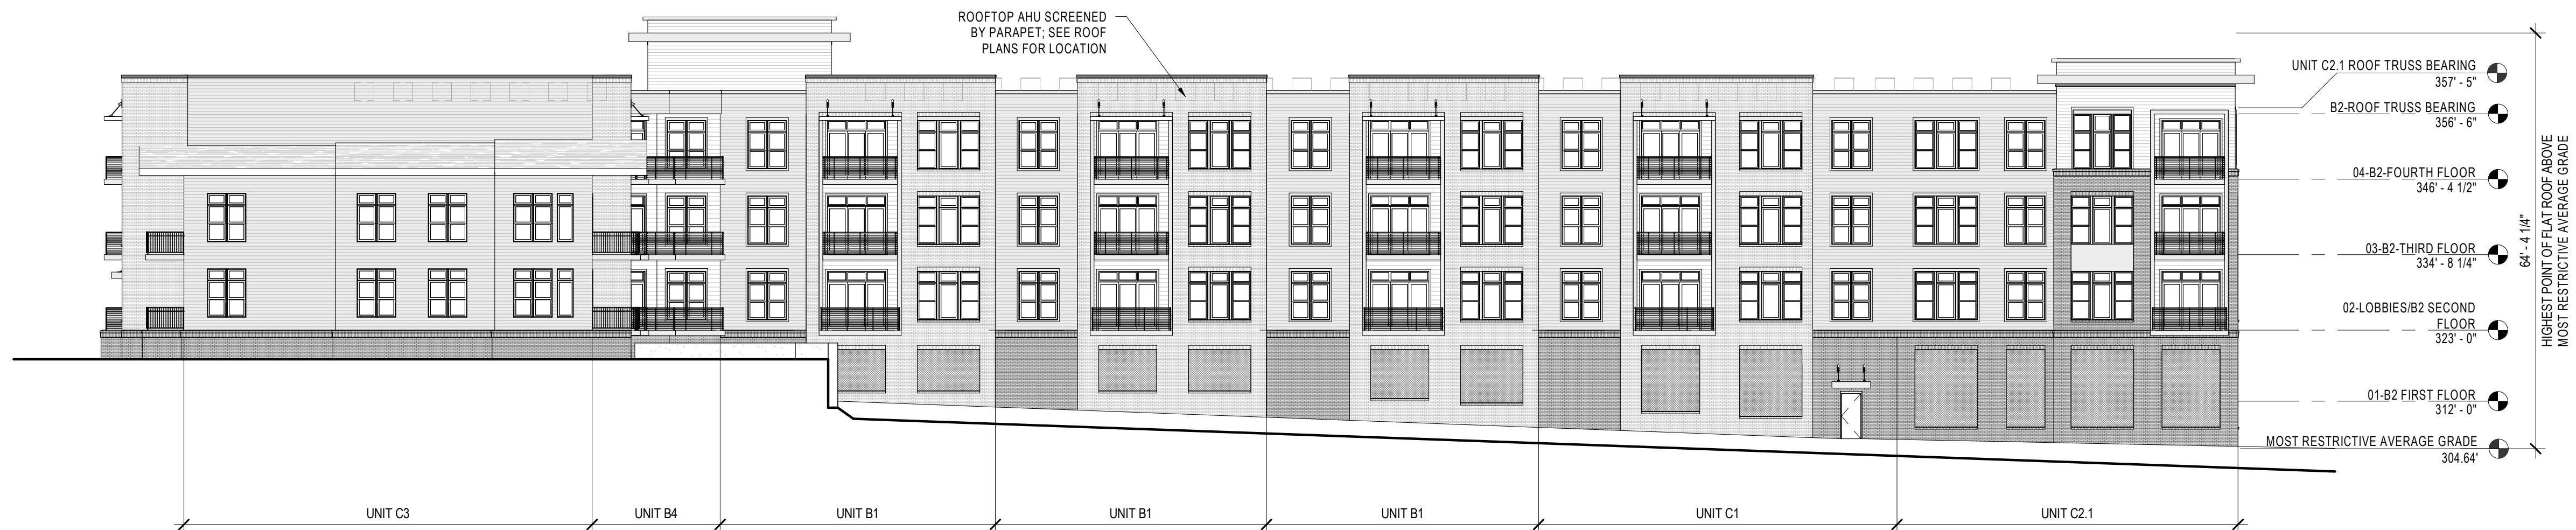 ROOFTOP AHU SCREENED
BY PARAPET; SEE ROOF
PLANS FOR LOCATION
UNIT C2.1 ROOF TRUSS BEARING
357' - 5"
B2-ROOF TRUSS BEARING
356' - 6"
04-B2-FOURTH FLOOR
346' - 4 1/2"
03-B2-THIRD FLOOR
334' - 8 1/4"
02-LOBBIES/B2 SECOND
FLOOR
323' - 0"
01-B2 FIRST FLOOR
312' - 0"
MOST RESTRICTIVE AVERAGE GRADE
304.64'
64' - 4 1/4"
HIGHEST POINT OF FLAT ROOF ABOVE
MOST RESTRICTIVE AVERAGE GRADE
UNIT C3
UNIT B4
UNIT B1
UNIT B1
UNIT B1
UNIT C1
UNIT C2.1